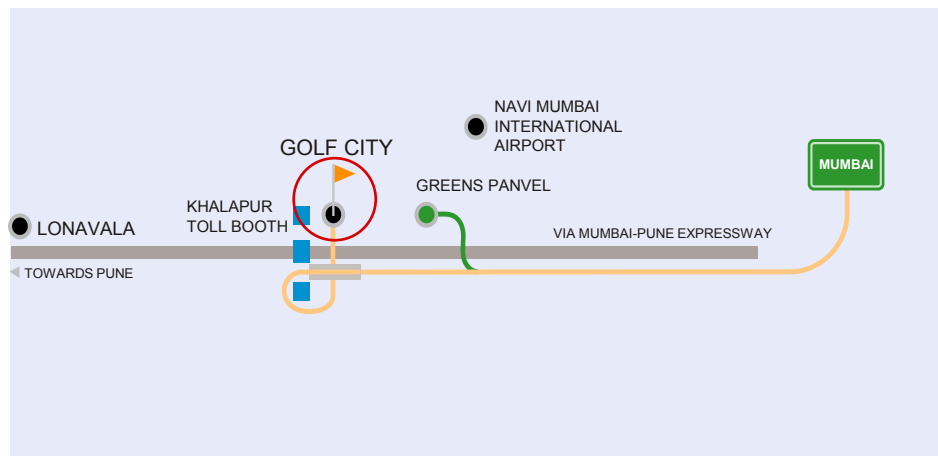 NAVI MUMBAI
INTERNATIONAL
AIRPORT
GOLF CITY
MUMBAI
GREENS PANVEL
KHALAPUR
TOLL BOOTH
LONAVALA
VIA MUMBAI-PUNE EXPRESSWAY
TOWARDS PUNE